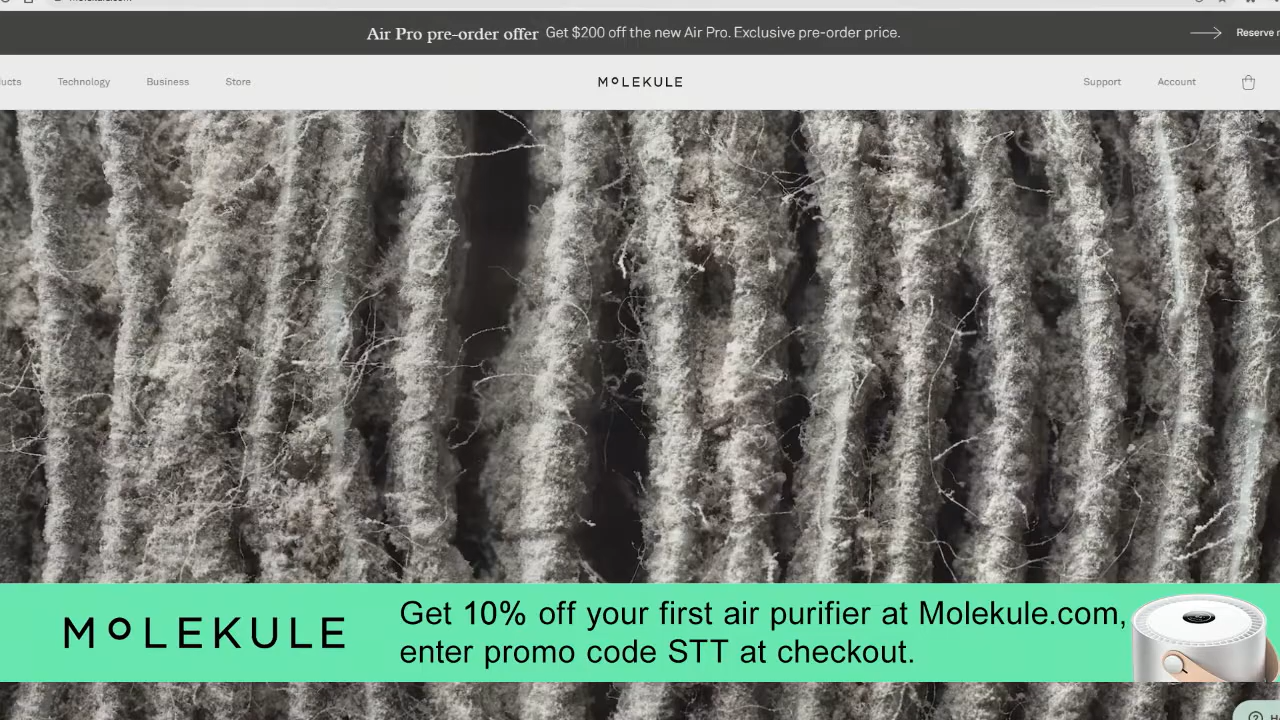 Air Pro pre-order offer Get $200 off the new Air Pro. Exclusive pre-order price.
Reserve
Technology Business Store MOLEKULE Support Account
MOLEKULE
Get 10% off your first air purifier at Molekule.com,
enter promo code STT at checkout.